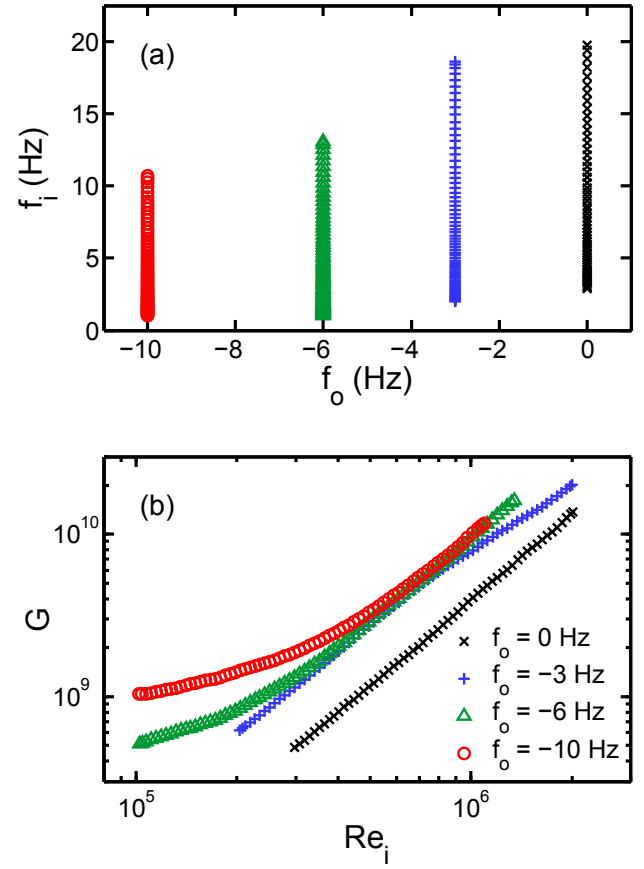 (a)
20
15
10
5
0
f_i (Hz)
−10 −8 −6 −4 −2 0
f_o (Hz)
(b)
10^10
10^9
G
f_o = 0 Hz
f_o = −3 Hz
f_o = −6 Hz
f_o = −10 Hz
10^5 10^6
Re_i